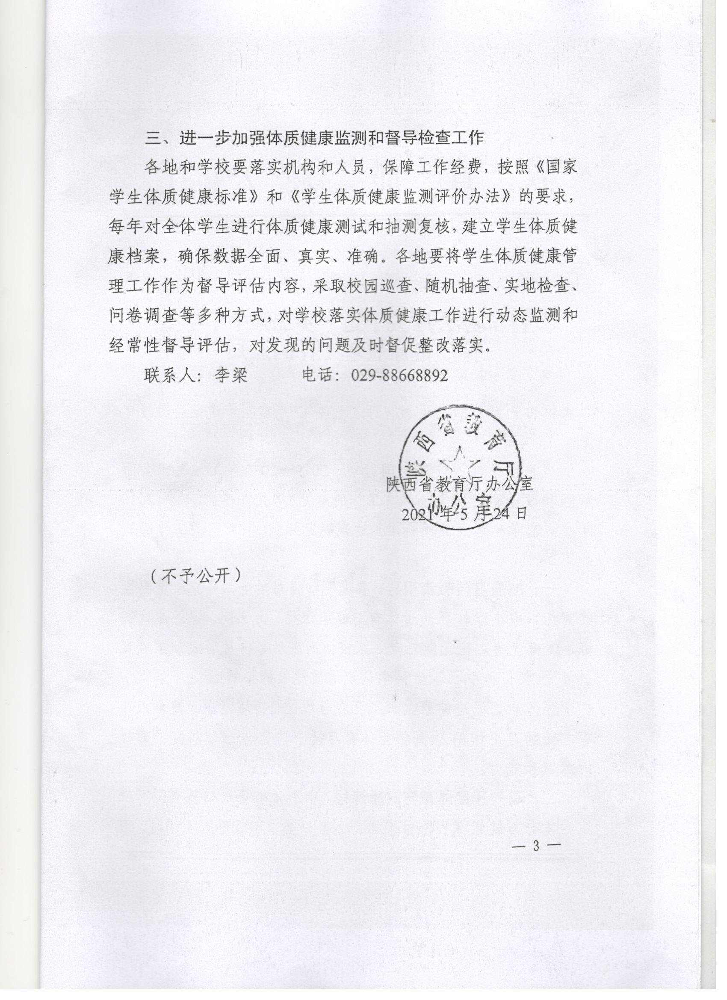 三、进一步加强体质健康监测和督导检查工作
各地和学校要落实机构和人员，保障工作经费，按照《国家
学生体质健康标准》和《学生体质健康监测评价办法》的要求，
每年对全体学生进行体质健康测试和抽测复核，建立学生体质健
康档案，确保数据全面、真实、准确。各地要将学生体质健康管
理工作作为督导评估内容，采取校园巡查、随机抽查、实地检查、
问卷调查等多种方式，对学校落实体质健康工作进行动态监测和
经常性督导评估，对发现的问题及时督促整改落实。
联系人：李梁 电话：029-88668892
陕西省教育厅
陕西省教育厅办公室
办公室
2021 年 5 月 24 日
（不予公开）
— 3 —